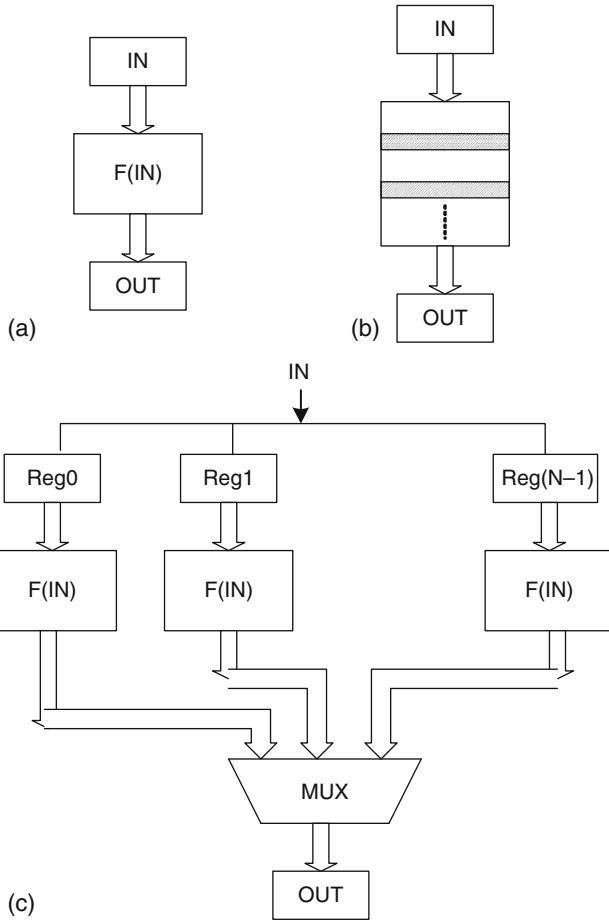 IN
F(IN)
OUT
(a)
IN
OUT
(b)
IN
Reg0
Reg1
Reg(N–1)
F(IN)
F(IN)
F(IN)
MUX
OUT
(c)